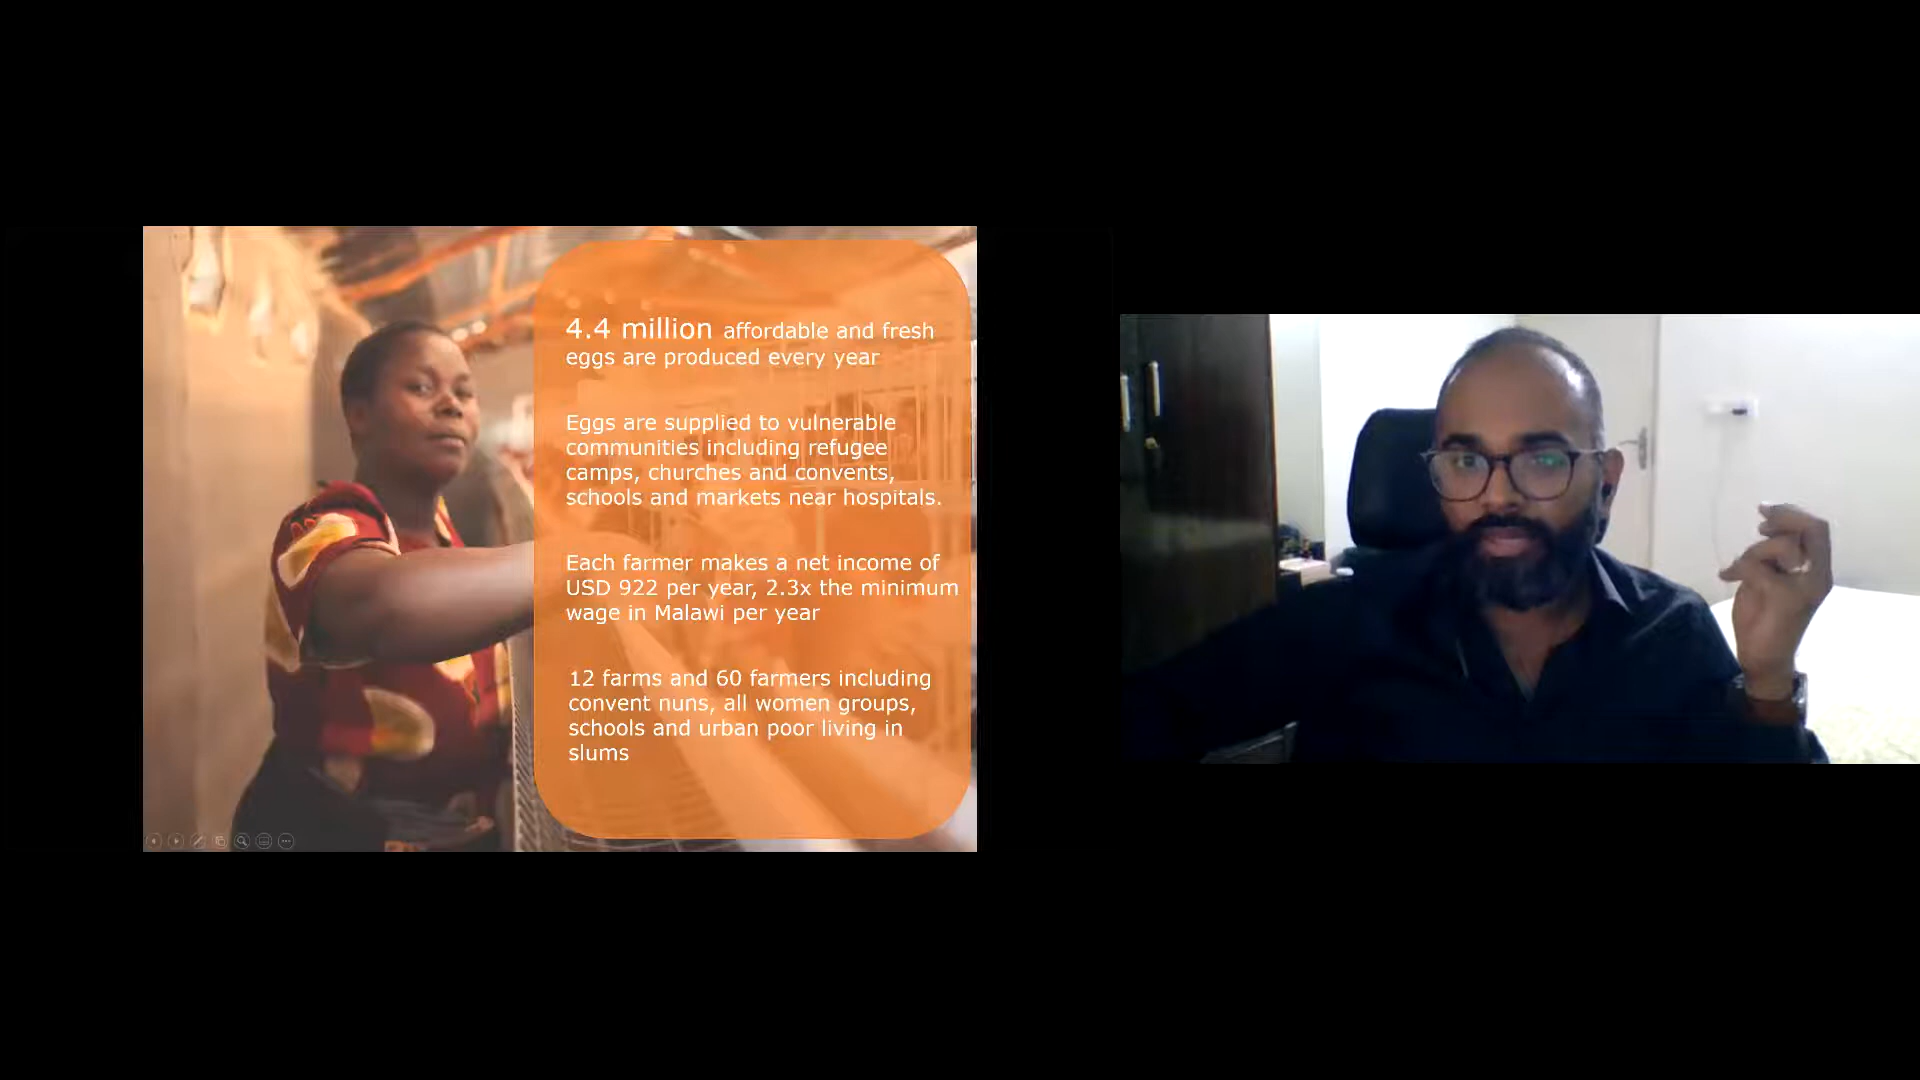 4.4 million affordable and fresh
eggs are produced every year
Eggs are supplied to vulnerable
communities including refugee
camps, churches and convents,
schools and markets near hospitals.
Each farmer makes a net income of
USD 922 per year, 2.3x the minimum
wage in Malawi per year
12 farms and 60 farmers including
convent nuns, all women groups,
schools and urban poor living in
slums